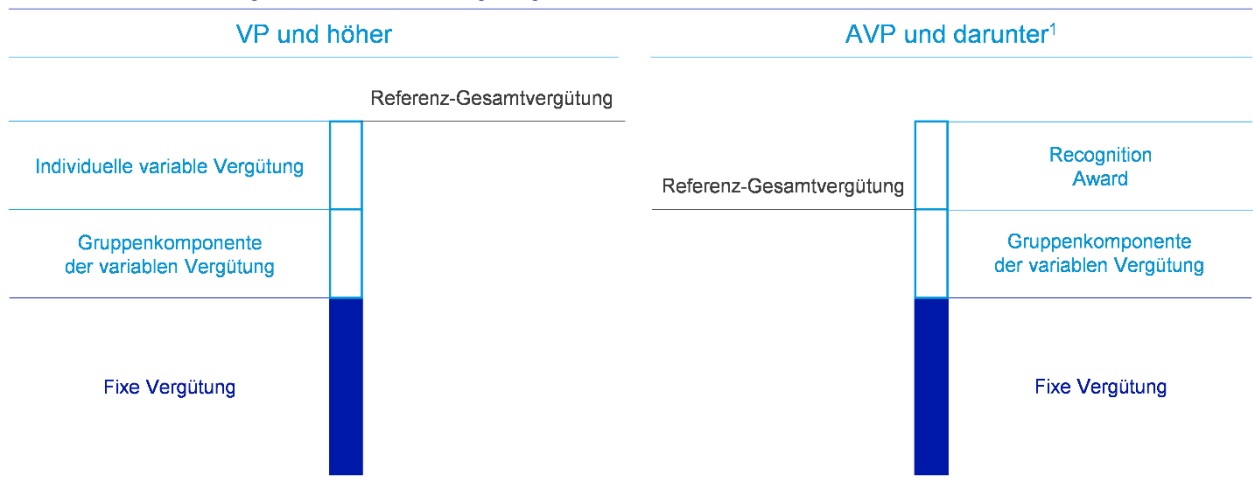 VP und höher
AVP und darunter¹
Referenz-Gesamtvergütung
Individuelle variable Vergütung
Gruppenkomponente
der variablen Vergütung
Fixe Vergütung
Recognition
Award
Referenz-Gesamtvergütung
Gruppenkomponente
der variablen Vergütung
Fixe Vergütung